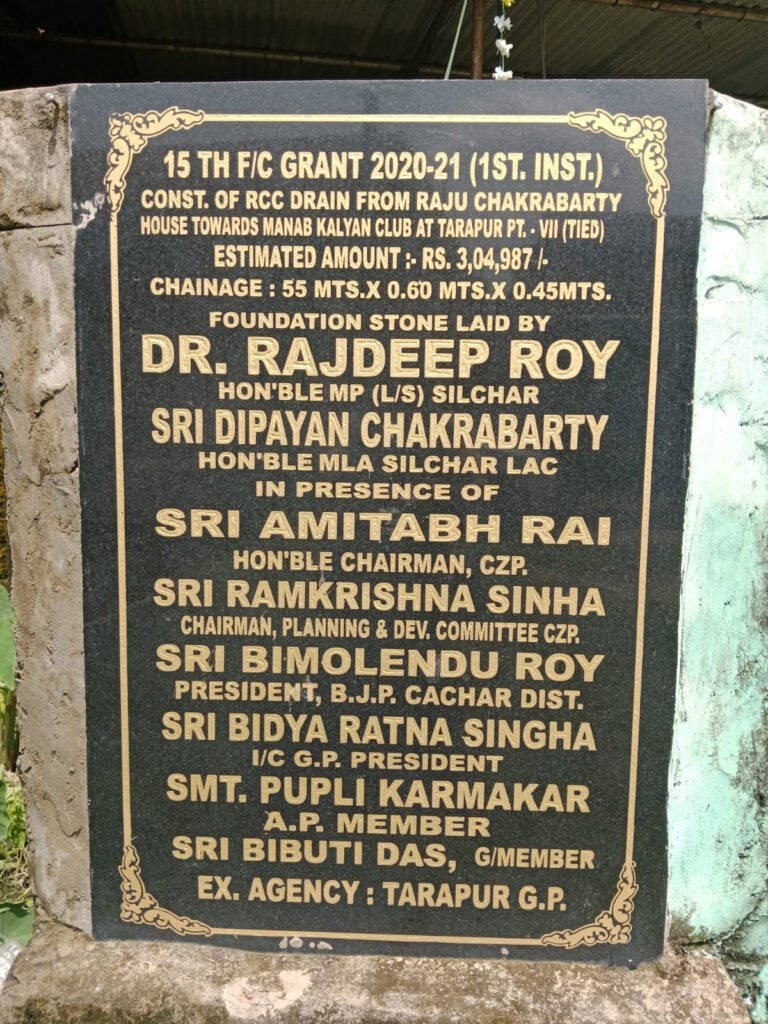 15 TH F/C GRANT 2020-21 (1ST. INST.)
CONST. OF RCC DRAIN FROM RAJU CHAKRABARTY
HOUSE TOWARDS MANAB KALYAN CLUB AT TARAPUR PT. - VII (TIED)
ESTIMATED AMOUNT :- RS. 3,04,987 /-
CHAINAGE : 55 MTS.X 0.60 MTS.X 0.45MTS.
FOUNDATION STONE LAID BY
DR. RAJDEEP ROY
HON'BLE MP (L/S) SILCHAR
SRI DIPAYAN CHAKRABARTY
HON'BLE MLA SILCHAR LAC
IN PRESENCE OF
SRI AMITABH RAI
HON'BLE CHAIRMAN, CZP.
SRI RAMKRISHNA SINHA
CHAIRMAN, PLANNING & DEV. COMMITTEE CZP.
SRI BIMOLENDU ROY
PRESIDENT, B.J.P. CACHAR DIST.
SRI BIDYA RATNA SINGHA
I/C G.P. PRESIDENT
SMT. PUPLI KARMAKAR
A.P. MEMBER
SRI BIBUTI DAS, G/MEMBER
EX. AGENCY : TARAPUR G.P.